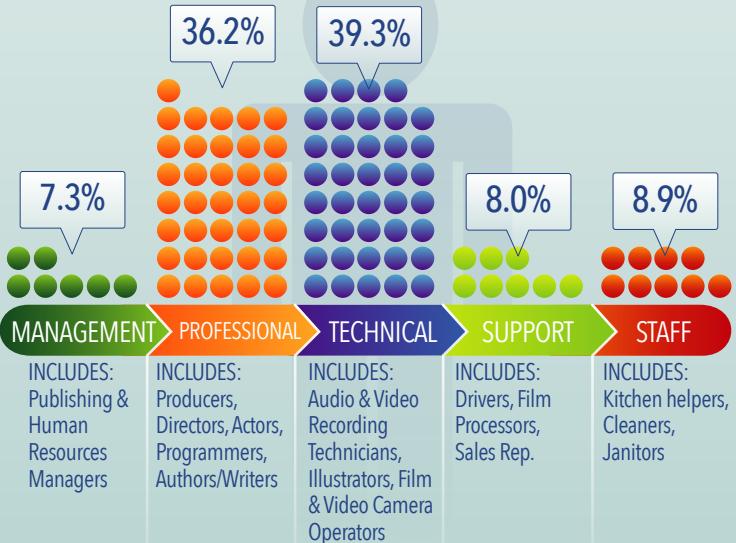 36.2%
39.3%
7.3%
8.0%
8.9%
MANAGEMENT
PROFESSIONAL
TECHNICAL
SUPPORT
STAFF
INCLUDES:
Publishing &
Human
Resources
Managers
INCLUDES:
Producers,
Directors, Actors,
Programmers,
Authors/Writers
INCLUDES:
Audio & Video
Recording
Technicians,
Illustrators, Film
& Video Camera
Operators
INCLUDES:
Drivers, Film
Processors,
Sales Rep.
INCLUDES:
Kitchen helpers,
Cleaners,
Janitors